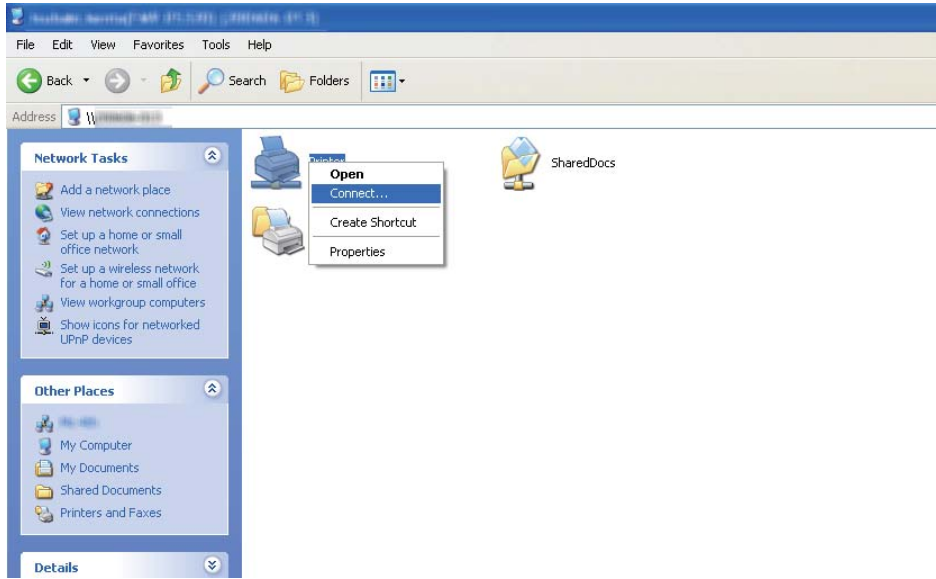 File Edit View Favorites Tools Help
Back Search Folders
Address \\
Network Tasks
Add a network place
View network connections
Set up a home or small
office network
Set up a wireless network
for a home or small office
View workgroup computers
Show icons for networked
UPnP devices
Other Places
My Computer
My Documents
Shared Documents
Printers and Faxes
Details
Printer
Open
Connect...
Create Shortcut
Properties
SharedDocs